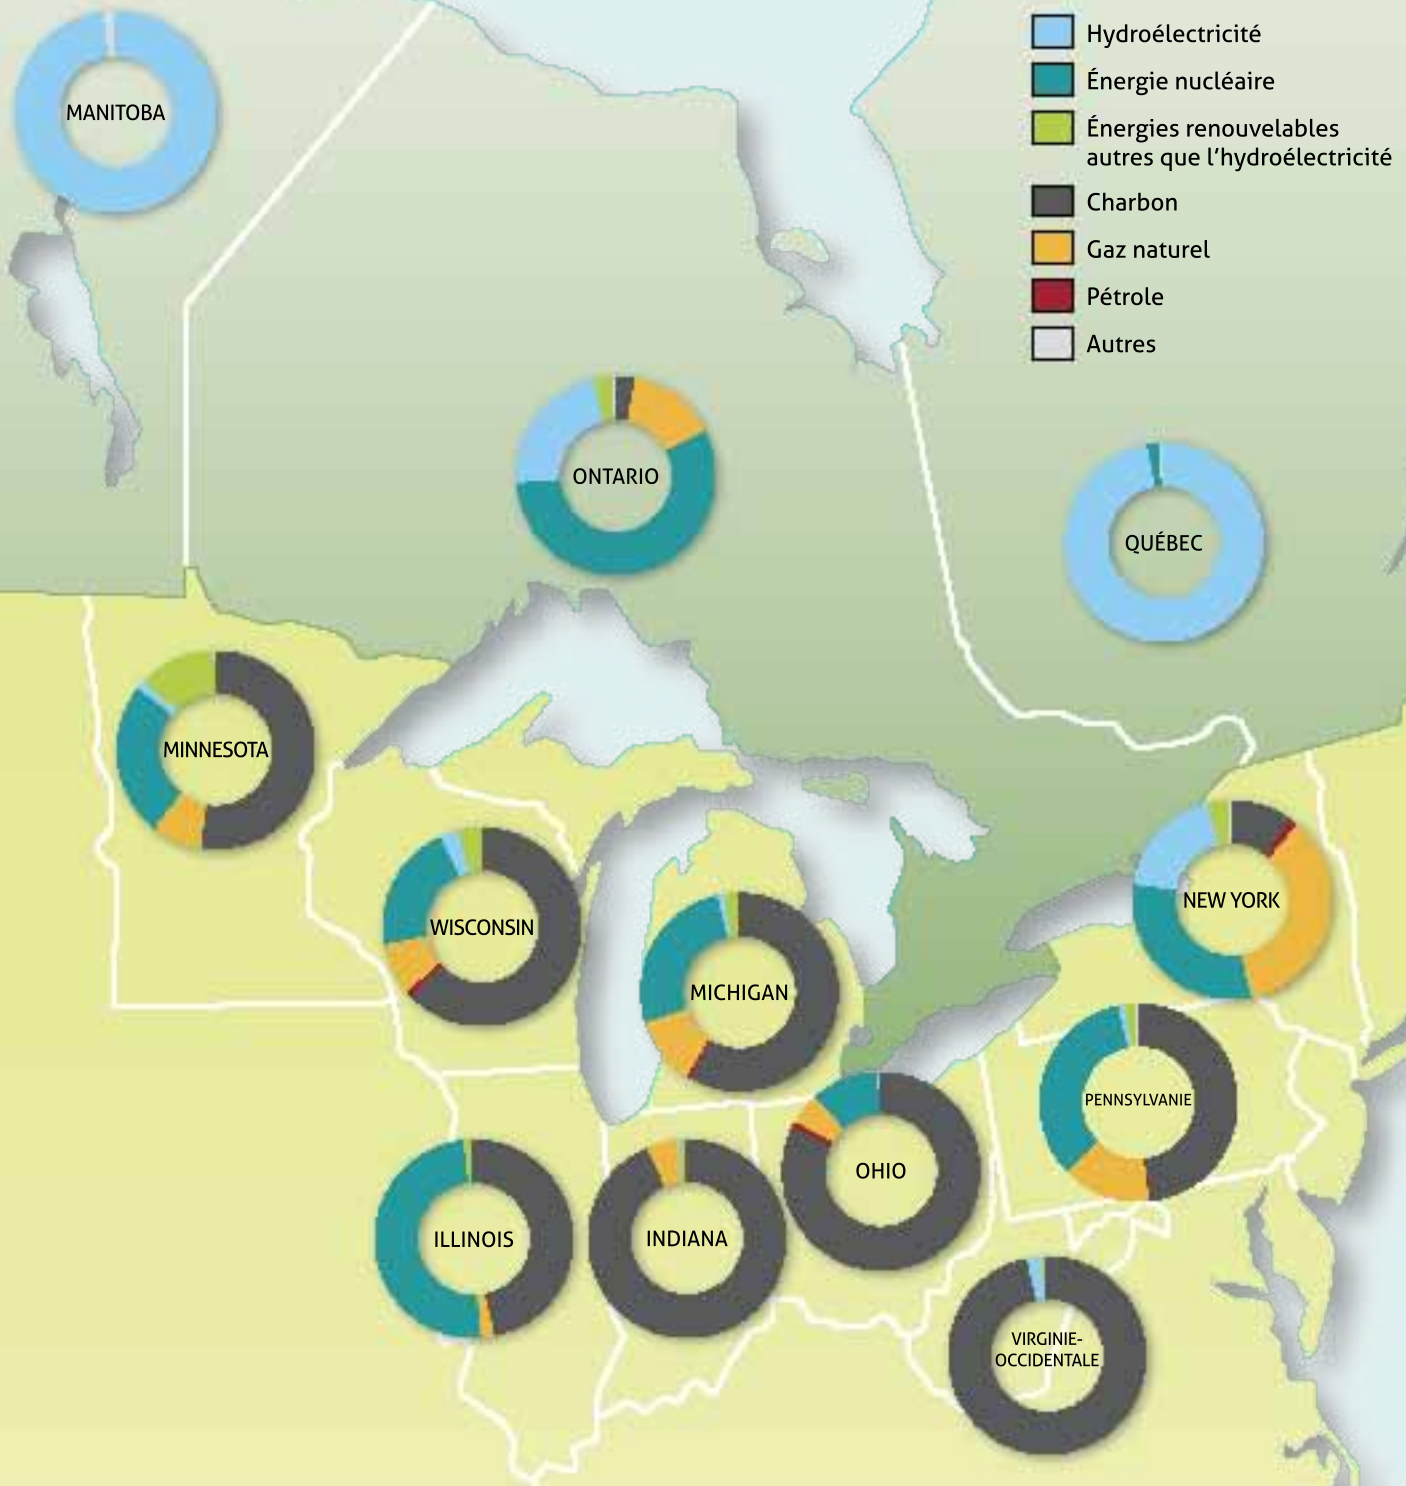 Hydroélectricité
Énergie nucléaire
Énergies renouvelables
autres que l'hydroélectricité
Charbon
Gaz naturel
Pétrole
Autres
MANITOBA
ONTARIO
QUÉBEC
MINNESOTA
WISCONSIN
NEW YORK
MICHIGAN
PENNSYLVANIE
OHIO
ILLINOIS
INDIANA
VIRGINIE-
OCCIDENTALE